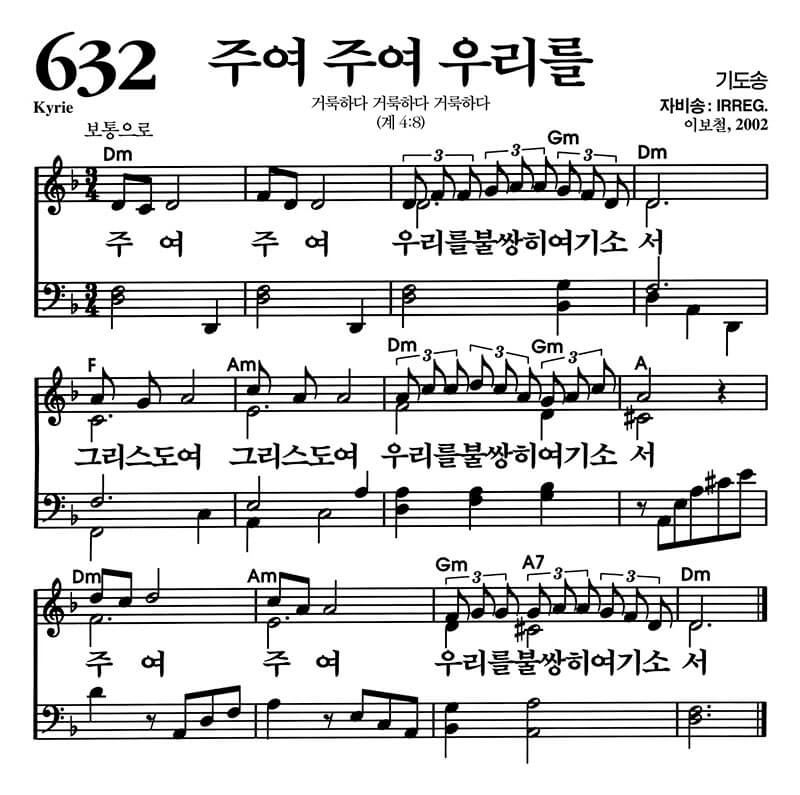 632 주여 주여 우리를
Kyrie
거룩하다 거룩하다 거룩하다
(계 4:8)
기도송
자비송: IRREG.
이보철, 2002
보통으로
Dm Gm Dm
3 3 3
주 여 주 여 우리를불쌍히여기소 서
F Am Dm Gm A
3 3 3
그리스도여 그리스도여 우리를불쌍히여기소 서
Dm Am Gm A7 Dm
3 3 3
주 여 주 여 우리를불쌍히여기소 서